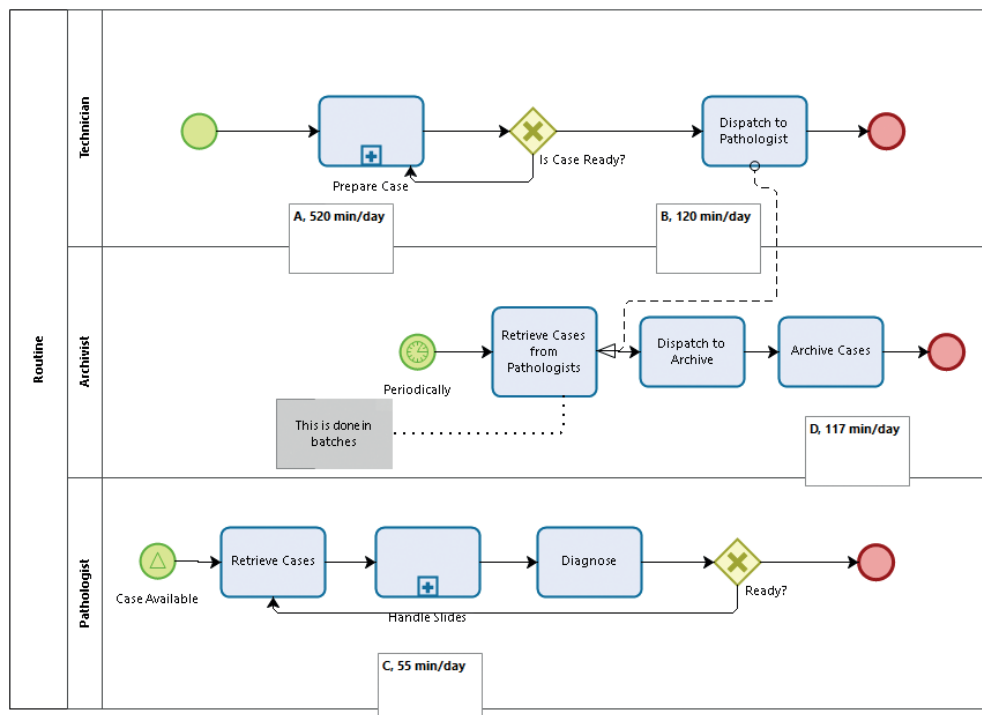 Routine
Technician
Prepare Case
Is Case Ready?
Dispatch to
Pathologist
A, 520 min/day
B, 120 min/day
Archivist
Periodically
Retrieve Cases
from
Pathologists
Dispatch to
Archive
Archive Cases
This is done in
batches
D, 117 min/day
Pathologist
Case Available
Retrieve Cases
Handle Slides
Diagnose
Ready?
C, 55 min/day